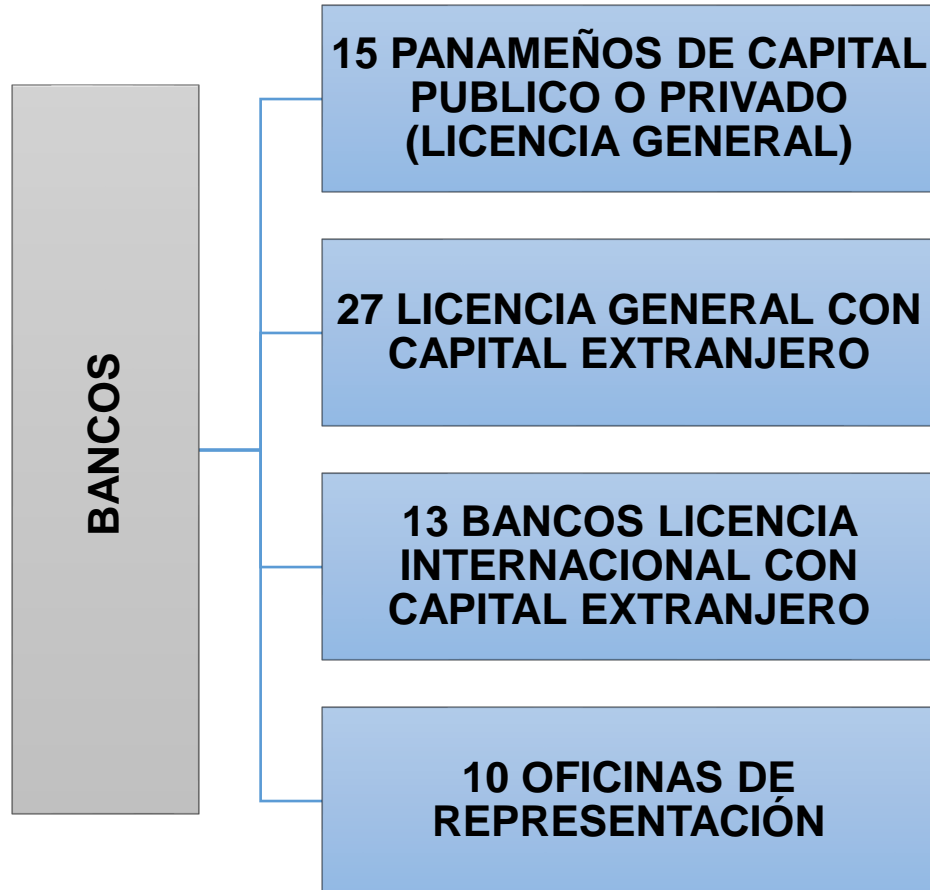 BANCOS
15 PANAMEÑOS DE CAPITAL
PUBLICO O PRIVADO
(LICENCIA GENERAL)
27 LICENCIA GENERAL CON
CAPITAL EXTRANJERO
13 BANCOS LICENCIA
INTERNACIONAL CON
CAPITAL EXTRANJERO
10 OFICINAS DE
REPRESENTACIÓN